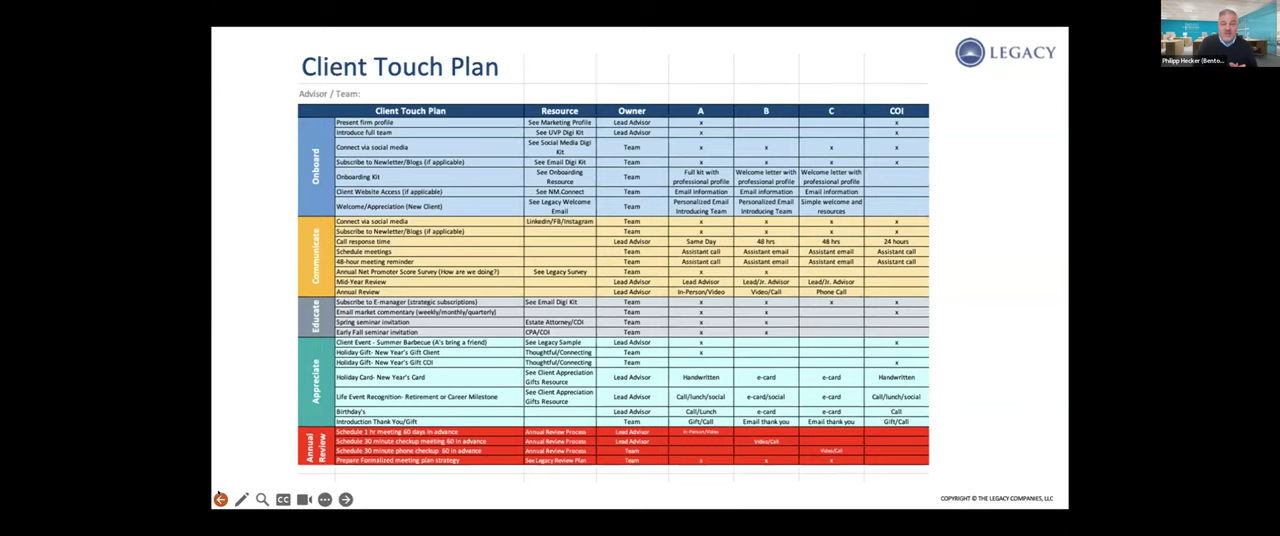 Client Touch Plan
LEGACY
Philipp Hecker (Bento...
Advisor / Team:
Client Touch Plan Resource Owner A B C COI
Onboard
Present firm profile See Marketing Profile Lead Advisor x x
Introduce full team See UVP Digi Kit Lead Advisor x x
Connect via social media See Social Media Digi Kit Team x x x x
Subscribe to Newletter/Blogs (if applicable) See Email Digi Kit Team x x x x
Onboarding Kit See Onboarding Resource Team Full kit with professional profile Welcome letter with professional profile Welcome letter with professional profile
Client Website Access (if applicable) See NM.Connect Team Email information Email information Email information
Welcome/Appreciation (New Client) See Legacy Welcome Email Team Personalized Email Introducing Team Personalized Email Introducing Team Simple welcome and resources
Communicate
Connect via social media Linkedin/FB/Instagram Team x x x x
Subscribe to Newletter/Blogs (if applicable) Team x x x x
Call response time Lead Advisor Same Day 48 hrs 48 hrs 24 hours
Schedule meetings Team Assistant call Assistant email Assistant email Assistant call
48-hour meeting reminder Team Assistant call Assistant email Assistant email Assistant call
Annual Net Promoter Score Survey (How are we doing?) See Legacy Survey Team x x
Mid-Year Review Lead Advisor Lead Advisor Lead/Jr. Advisor Lead/Jr. Advisor
Annual Review Lead Advisor In-Person/Video Video/Call Phone Call
Educate
Subscribe to E-manager (strategic subscriptions) See Email Digi Kit Team x x x x
Email market commentary (weekly/monthly/quarterly) Team x x x
Spring seminar invitation Estate Attorney/COI Team x x
Early Fall seminar invitation CPA/COI Team x x
Appreciate
Client Event - Summer Barbecue (A's bring a friend) See Legacy Sample Lead Advisor x x
Holiday Gift- New Year's Gift Client Thoughtful/Connecting Team x
Holiday Gift- New Year's Gift COI Thoughtful/Connecting Team x
Holiday Card- New Year's Card See Client Appreciation Gifts Resource Lead Advisor Handwritten e-card e-card Handwritten
Life Event Recognition- Retirement or Career Milestone See Client Appreciation Gifts Resource Lead Advisor Call/lunch/social e-card/social e-card Call/lunch/social
Birthday's Lead Advisor Call/Lunch e-card e-card Call
Introduction Thank You/Gift Team Gift/Call Email thank you Email thank you Gift/Call
Annual Review
Schedule 1 hr meeting 60 days in advance Annual Review Process Lead Advisor In-Person/Video
Schedule 30 minute checkup meeting 60 in advance Annual Review Process Lead Advisor Video/Call
Schedule 30 minute phone checkup 60 in advance Annual Review Process Team Video/Call
Prepare Formalized meeting plan strategy See Legacy Review Plan Team x x x
CC
COPYRIGHT © THE LEGACY COMPANIES, LLC